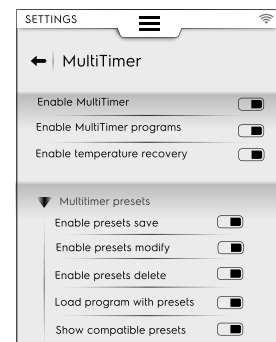 SETTINGS
MultiTimer
Enable MultiTimer
Enable MultiTimer programs
Enable temperature recovery
Multitimer presets
Enable presets save
Enable presets modify
Enable presets delete
Load program with presets
Show compatible presets